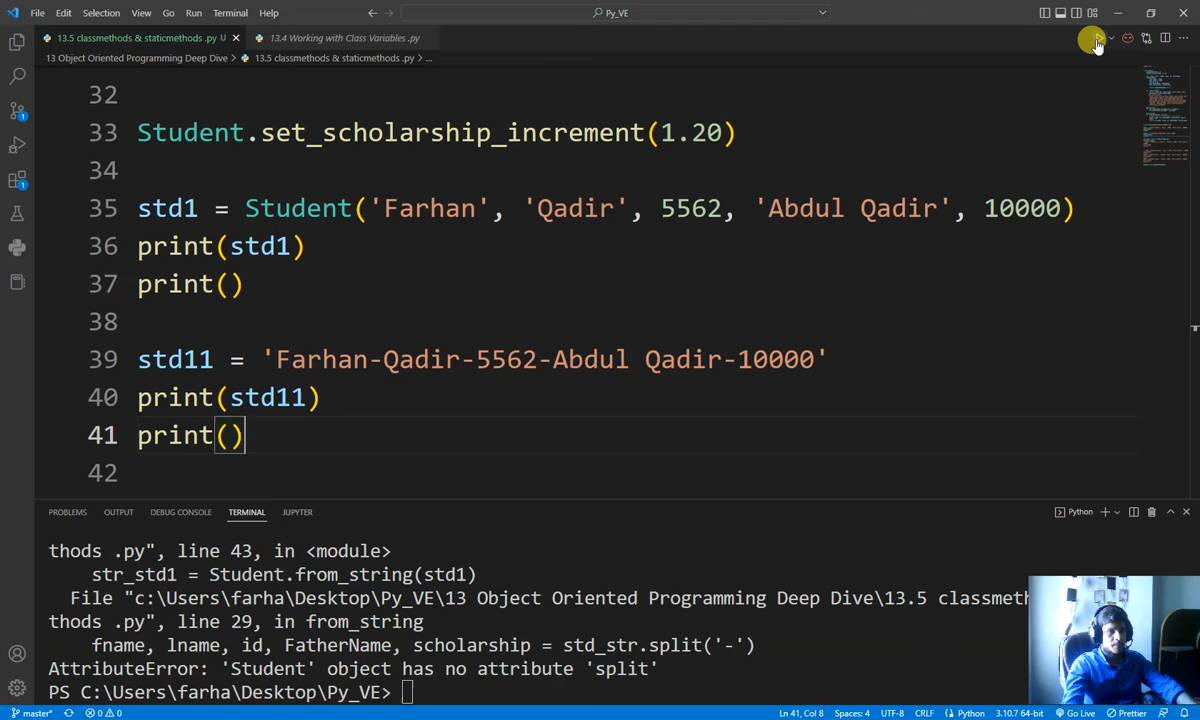 File Edit Selection View Go Run Terminal Help Py_VE
13.5 classmethods & staticmethods .py U 13.4 Working with Class Variables .py
13 Object Oriented Programming Deep Dive > 13.5 classmethods & staticmethods .py > ...
32
33 Student.set_scholarship_increment(1.20)
34
35 std1 = Student('Farhan', 'Qadir', 5562, 'Abdul Qadir', 10000)
36 print(std1)
37 print()
38
39 std11 = 'Farhan-Qadir-5562-Abdul Qadir-10000'
40 print(std11)
41 print()
42
PROBLEMS OUTPUT DEBUG CONSOLE TERMINAL JUPYTER Python
thods .py", line 43, in <module>
str_std1 = Student.from_string(std1)
File "c:\Users\farha\Desktop\Py_VE\13 Object Oriented Programming Deep Dive\13.5 classmeth
thods .py", line 29, in from_string
fname, lname, id, FatherName, scholarship = std_str.split('-')
AttributeError: 'Student' object has no attribute 'split'
PS C:\Users\farha\Desktop\Py_VE>
master* 0 0 Ln 41, Col 8 Spaces: 4 UTF-8 CRLF Python 3.10.7 64-bit Go Live Prettier